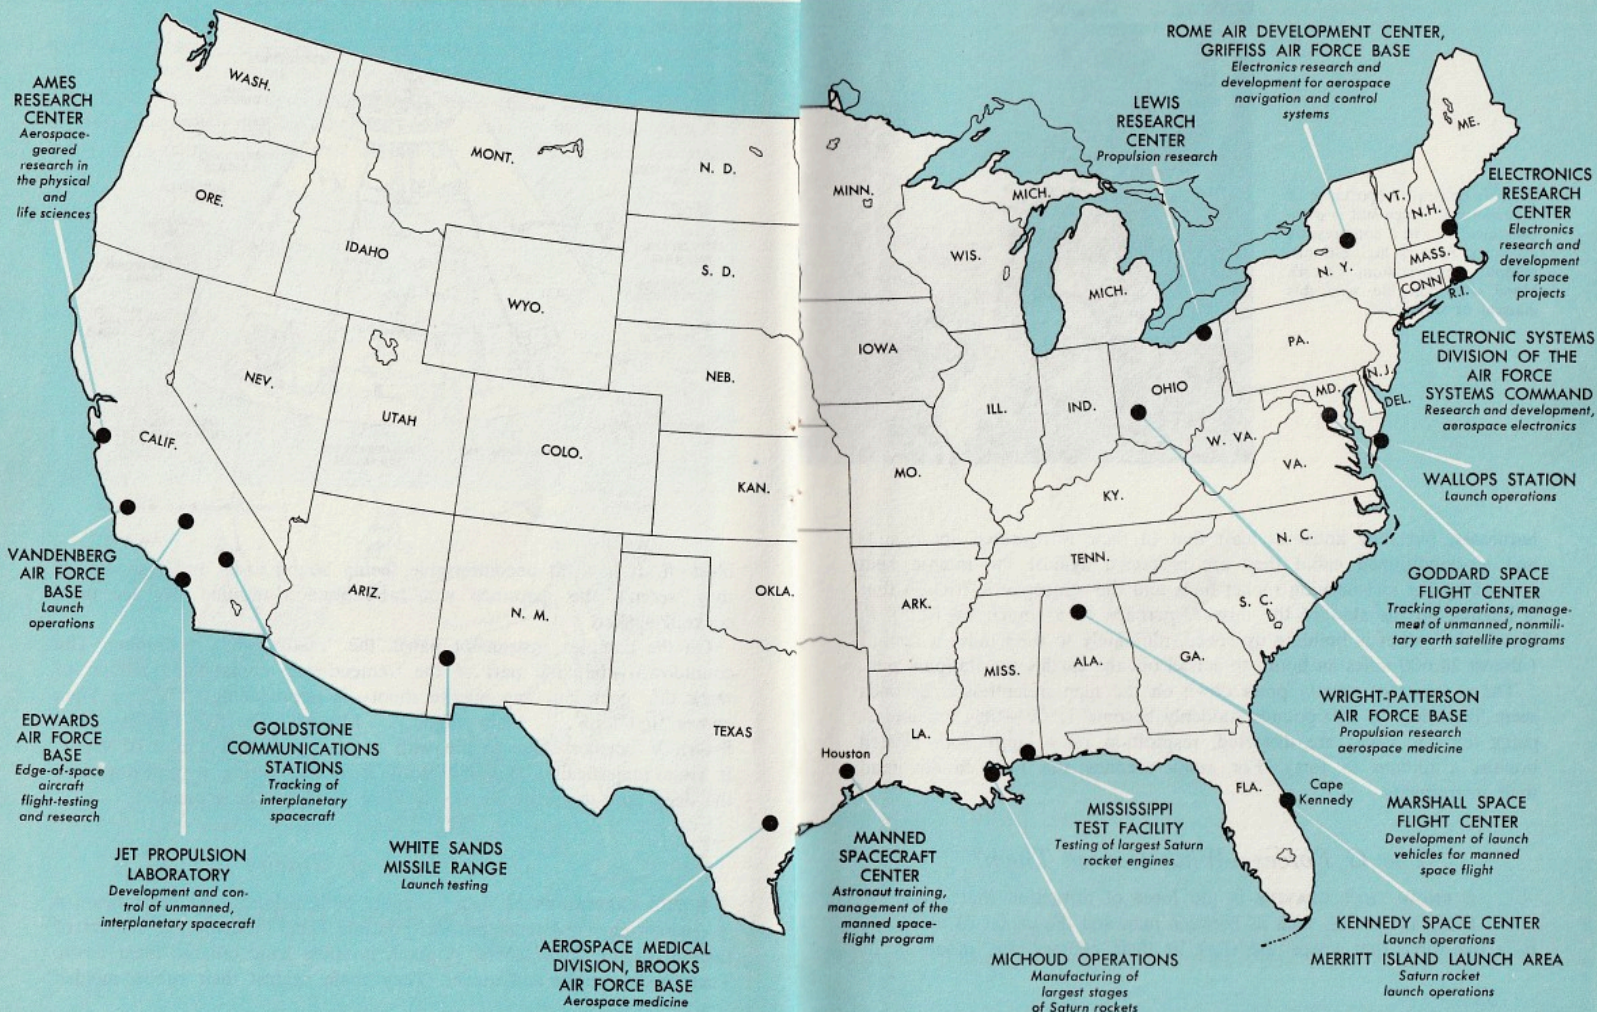 AMES
RESEARCH
CENTER
Aerospace-
geared
research in
the physical
and
life sciences
VANDENBERG
AIR FORCE
BASE
Launch
operations
EDWARDS
AIR FORCE
BASE
Edge-of-space
aircraft
flight-testing
and research
JET PROPULSION
LABORATORY
Development and con-
trol of unmanned,
interplanetary spacecraft
GOLDSTONE
COMMUNICATIONS
STATIONS
Tracking of
interplanetary
spacecraft
WHITE SANDS
MISSILE RANGE
Launch testing
AEROSPACE MEDICAL
DIVISION, BROOKS
AIR FORCE BASE
Aerospace medicine
WASH.
ORE.
IDAHO
MONT.
WYO.
CALIF.
NEV.
UTAH
COLO.
ARIZ.
N. M.
N. D.
S. D.
NEB.
KAN.
OKLA.
TEXAS
Houston
MINN.
IOWA
MO.
ARK.
LA.
WIS.
MICH.
MICH.
ILL.
IND.
OHIO
KY.
TENN.
MISS.
ALA.
GA.
FLA.
S. C.
N. C.
VA.
W. VA.
MD.
DEL.
N.J.
PA.
N. Y.
CONN
R.I.
MASS.
VT.
N.H.
ME.
Cape
Kennedy
ROME AIR DEVELOPMENT CENTER,
GRIFFISS AIR FORCE BASE
Electronics research and
development for aerospace
navigation and control
systems
LEWIS
RESEARCH
CENTER
Propulsion research
ELECTRONICS
RESEARCH
CENTER
Electronics
research and
development
for space
projects
ELECTRONIC SYSTEMS
DIVISION OF THE
AIR FORCE
SYSTEMS COMMAND
Research and development,
aerospace electronics
WALLOPS STATION
Launch operations
GODDARD SPACE
FLIGHT CENTER
Tracking operations, manage-
ment of unmanned, nonmili-
tary earth satellite programs
WRIGHT-PATTERSON
AIR FORCE BASE
Propulsion research
aerospace medicine
MARSHALL SPACE
FLIGHT CENTER
Development of launch
vehicles for manned
space flight
KENNEDY SPACE CENTER
Launch operations
MERRITT ISLAND LAUNCH AREA
Saturn rocket
launch operations
MISSISSIPPI
TEST FACILITY
Testing of largest Saturn
rocket engines
MANNED
SPACECRAFT
CENTER
Astronaut training,
management of the
manned space-
flight program
MICHOUD OPERATIONS
Manufacturing of
largest stages
of Saturn rockets